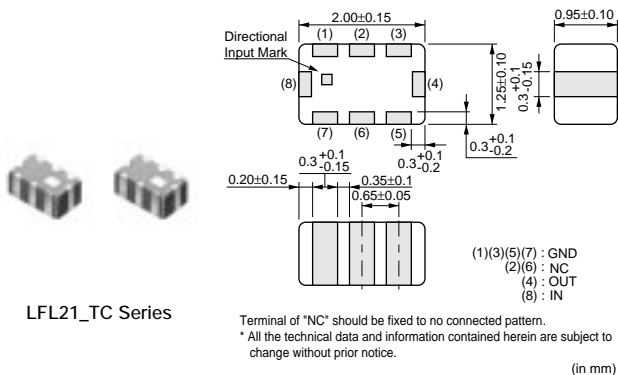 2.00±0.15
0.95±0.10
Directional
Input Mark
(1) (2) (3)
(8)
(4)
(7) (6) (5)
1.25±0.10
0.3 +0.1 -0.15
0.3 +0.1 -0.2
0.3 +0.1 -0.2
0.3 +0.1 -0.15
0.20±0.15
0.35±0.1
0.65±0.05
(1)(3)(5)(7) : GND
(2)(6) : NC
(4) : OUT
(8) : IN
LFL21_TC Series
Terminal of "NC" should be fixed to no connected pattern.
* All the technical data and information contained herein are subject to
change without prior notice.
(in mm)